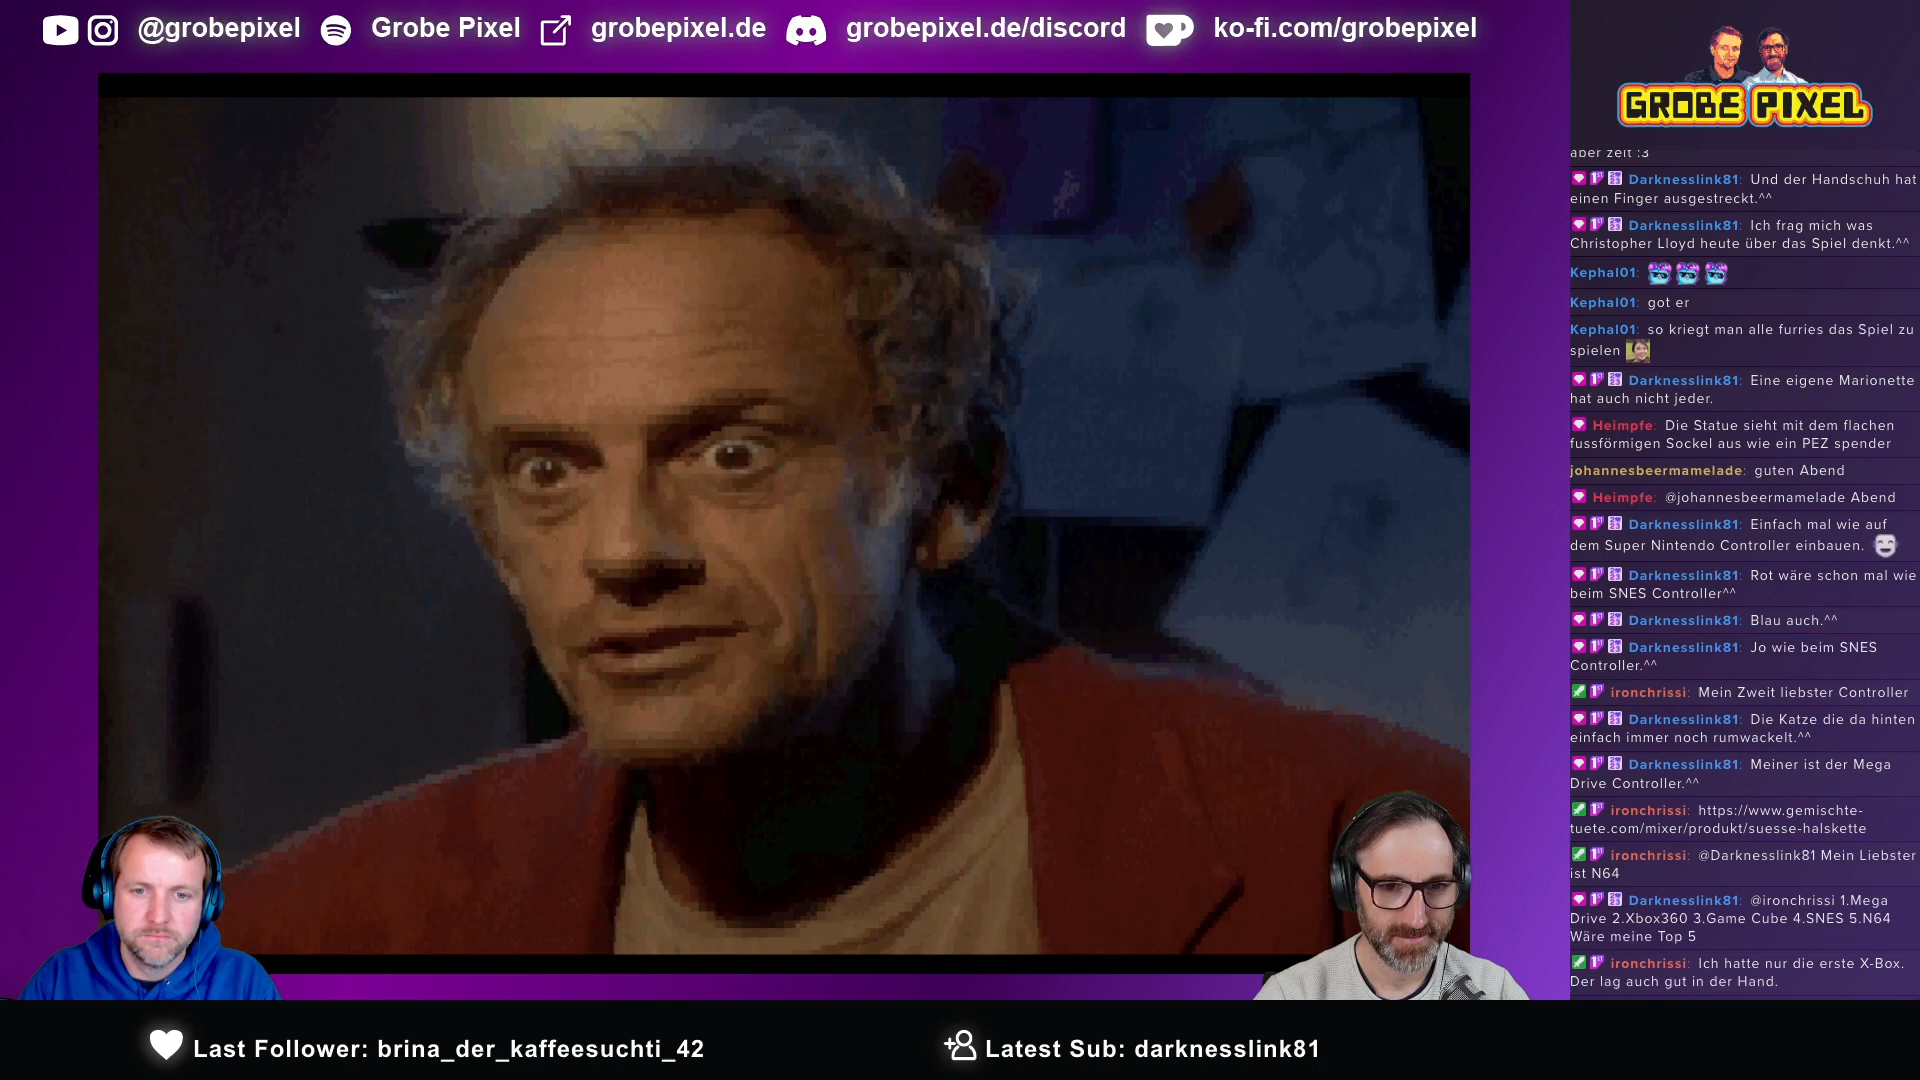 @grobepixel Grobe Pixel grobepixel.de grobepixel.de/discord ko-fi.com/grobepixel
GROBE PIXEL
aber zeit :3
Darknesslink81: Und der Handschuh hat
einen Finger ausgestreckt.^^
Darknesslink81: Ich frag mich was
Christopher Lloyd heute über das Spiel denkt.^^
Kephal01:
Kephal01: got er
Kephal01: so kriegt man alle furries das Spiel zu
spielen
Darknesslink81: Eine eigene Marionette
hat auch nicht jeder.
Heimpfe: Die Statue sieht mit dem flachen
fussförmigen Sockel aus wie ein PEZ spender
johannesbeermamelade: guten Abend
Heimpfe: @johannesbeermamelade Abend
Darknesslink81: Einfach mal wie auf
dem Super Nintendo Controller einbauen.
Darknesslink81: Rot wäre schon mal wie
beim SNES Controller^^
Darknesslink81: Blau auch.^^
Darknesslink81: Jo wie beim SNES
Controller.^^
ironchrissi: Mein Zweit liebster Controller
Darknesslink81: Die Katze die da hinten
einfach immer noch rumwackelt.^^
Darknesslink81: Meiner ist der Mega
Drive Controller.^^
ironchrissi: https://www.gemischte-
tuete.com/mixer/produkt/suesse-halskette
ironchrissi: @Darknesslink81 Mein Liebster
ist N64
Darknesslink81: @ironchrissi 1.Mega
Drive 2.Xbox360 3.Game Cube 4.SNES 5.N64
Wäre meine Top 5
ironchrissi: Ich hatte nur die erste X-Box.
Der lag auch gut in der Hand.
Last Follower: brina_der_kaffeesuchti_42
Latest Sub: darknesslink81